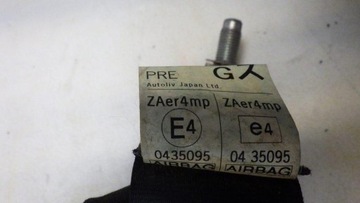 PRE GX
Autoliv Japan Ltd.
ZAer4mp ZAer4mp
E4 e4
0435095 04 35095
AIRBAG AIRBAG